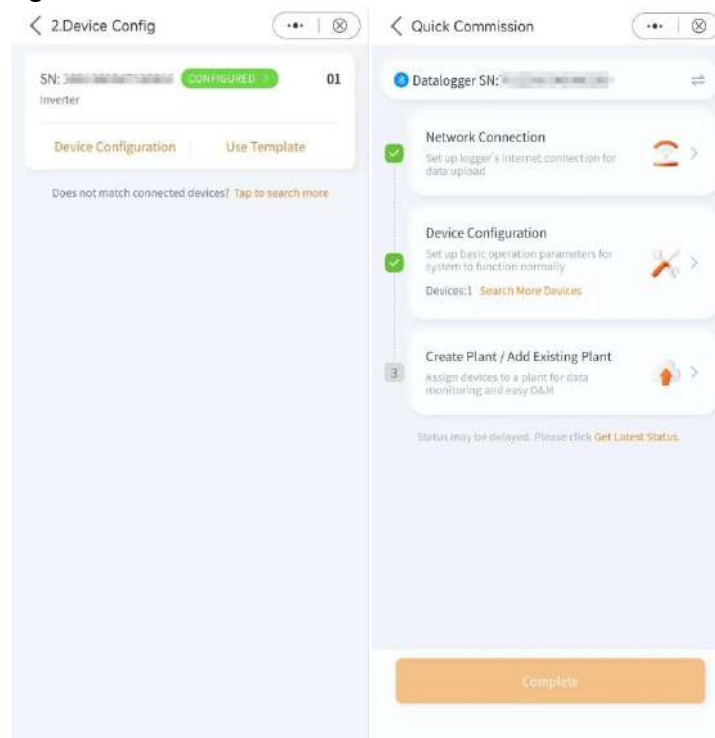 2.Device Config
SN:
CONFIGURED >
01
Inverter
Device Configuration
Use Template
Does not match connected devices? Tap to search more
Quick Commission
Datalogger SN:
Network Connection
Set up logger's Internet connection for
data upload
Device Configuration
Set up basic operation parameters for
system to function normally
Devices:1 Search More Devices
3
Create Plant / Add Existing Plant
Assign devices to a plant for data
monitoring and easy O&M
Status may be delayed. Please click Get Latest Status.
Complete